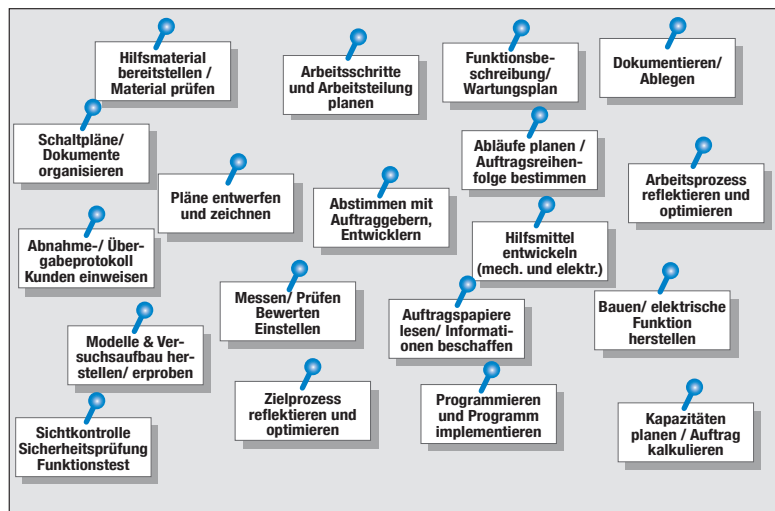 Hilfsmaterial
bereitstellen /
Material prüfen
Arbeitsschritte
und Arbeitsteilung
planen
Funktionsbe-
schreibung/
Wartungsplan
Dokumentieren/
Ablegen
Schaltpläne/
Dokumente
organisieren
Pläne entwerfen
und zeichnen
Abstimmen mit
Auftraggebern,
Entwicklern
Abläufe planen /
Auftragsreihen-
folge bestimmen
Arbeitsprozess
reflektieren und
optimieren
Abnahme-/ Über-
gabeprotokoll
Kunden einweisen
Hilfsmittel
entwickeln
(mech. und elektr.)
Messen/ Prüfen
Bewerten
Einstellen
Auftragspapiere
lesen/ Informati-
onen beschaffen
Bauen/ elektrische
Funktion
herstellen
Modelle & Ver-
suchsaufbau her-
stellen/ erproben
Zielprozess
reflektieren und
optimieren
Programmieren
und Programm
implementieren
Sichtkontrolle
Sicherheitsprüfung
Funktionstest
Kapazitäten
planen / Auftrag
kalkulieren